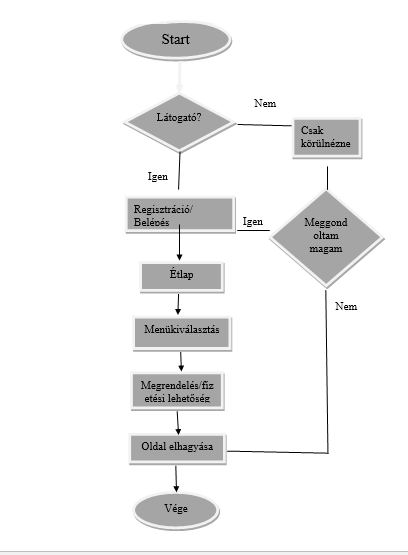 Start
Látogató?
Nem
Csak
körülnézne
Igen
Regisztráció/
Belépés
Igen
Meggond
oltam
magam
Étlap
Nem
Menükiválasztás
Megrendelés/fiz
etési lehetőség
Oldal elhagyása
Vége